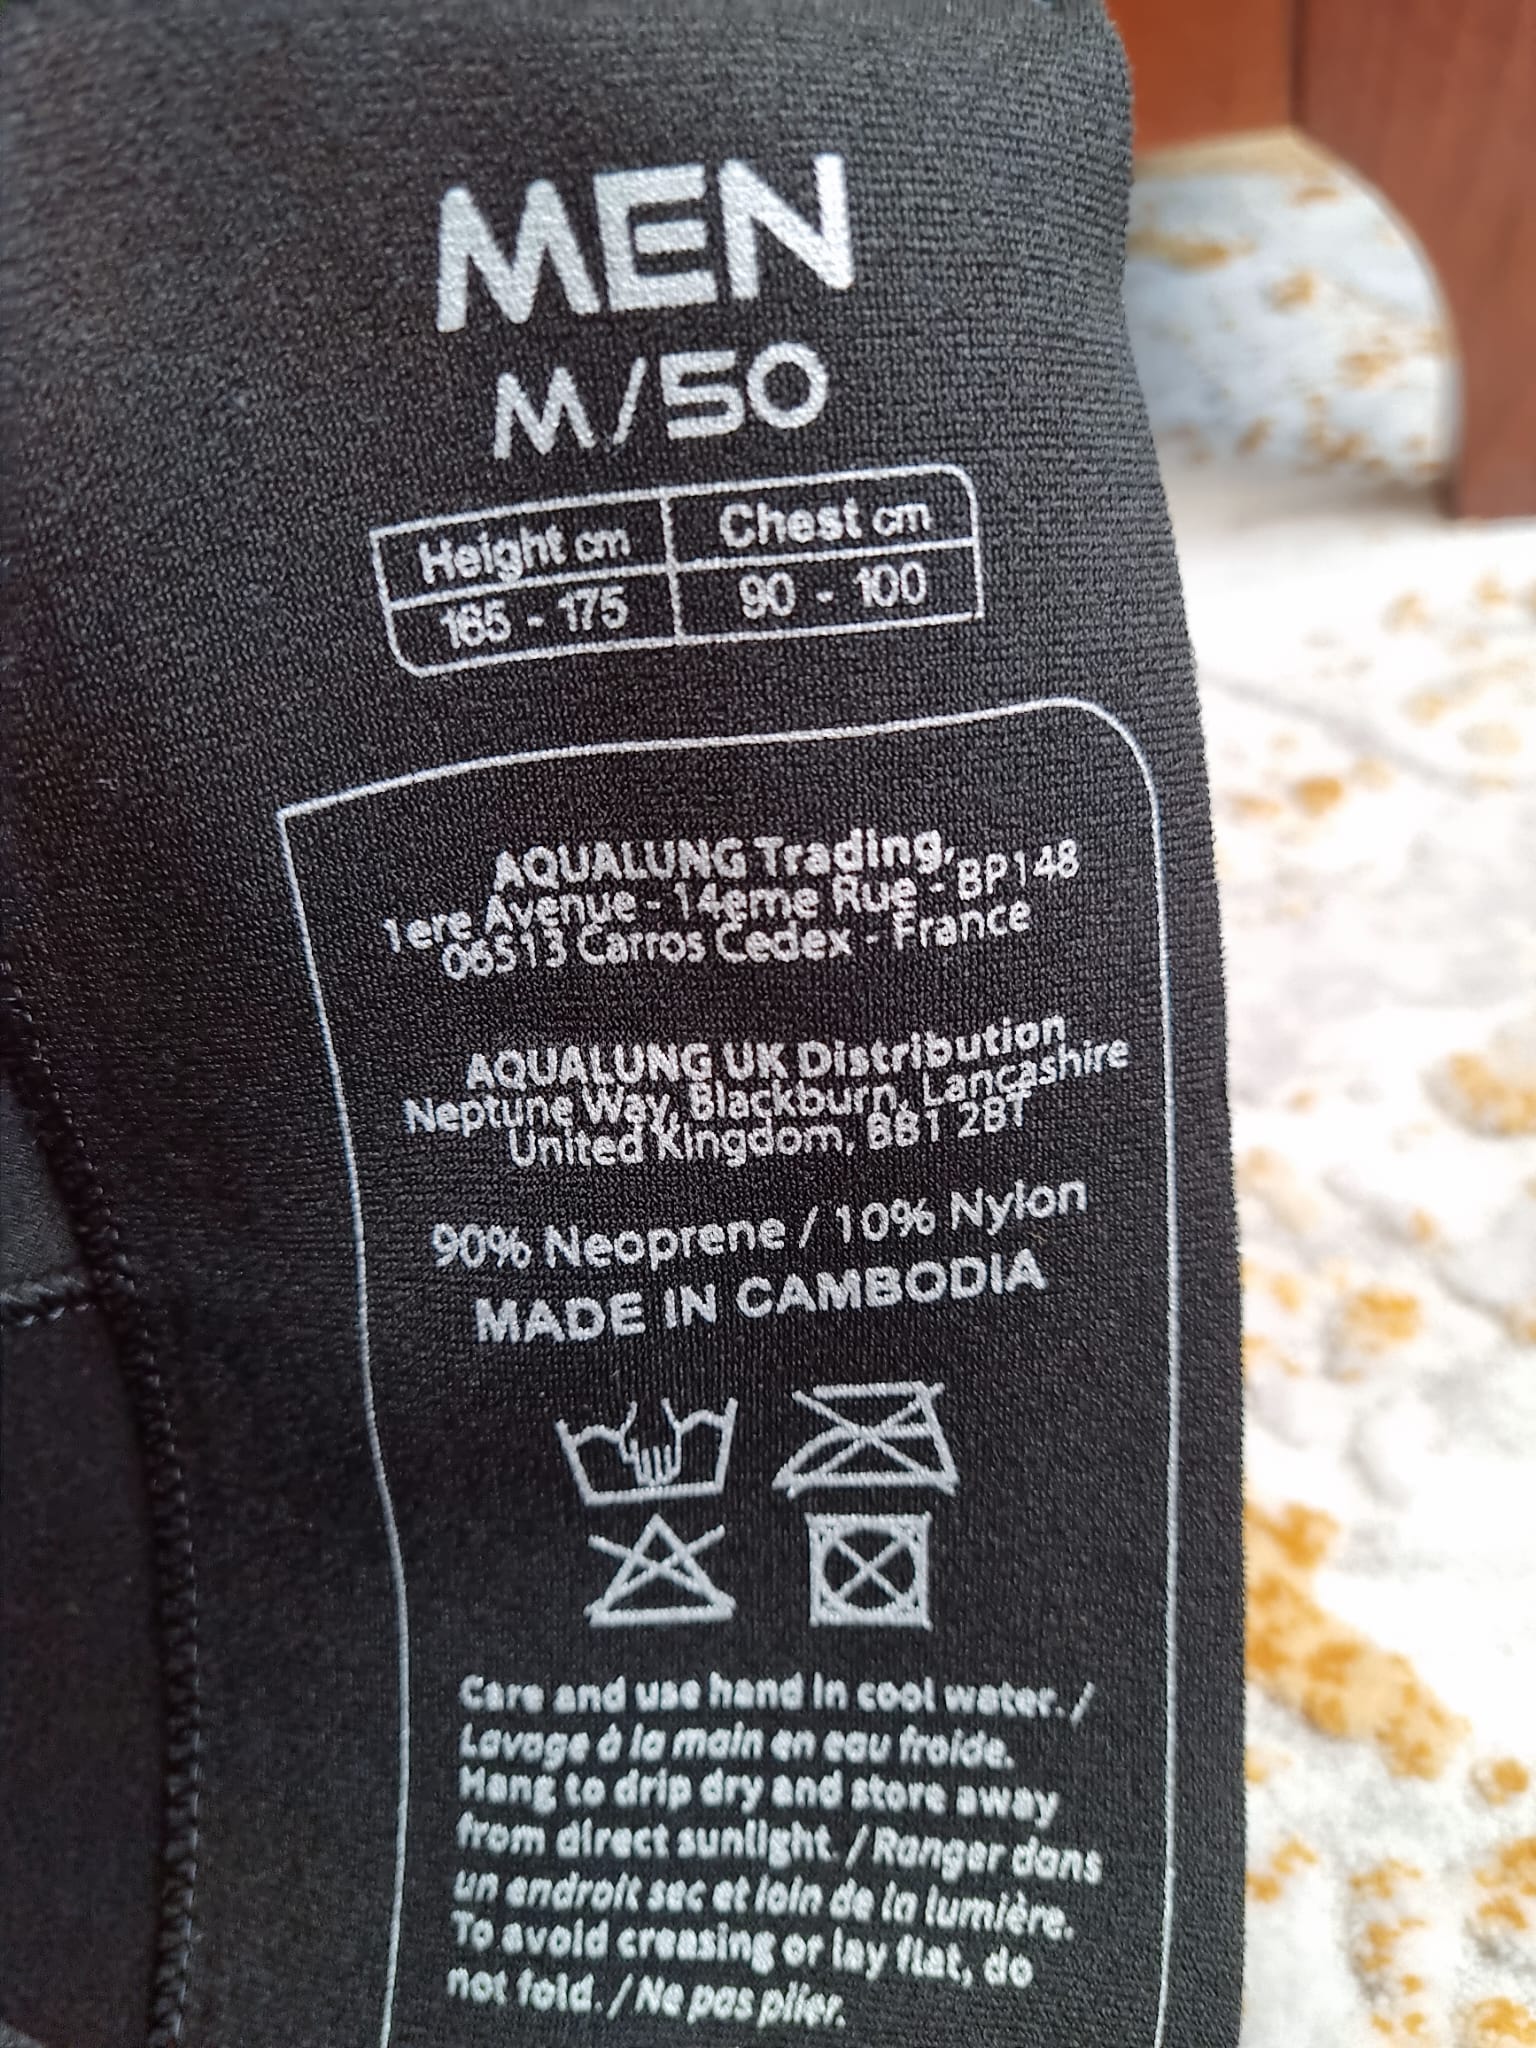 MEN
M/50
Height cm Chest cm
165 - 175 90 - 100
AQUALUNG Trading,
1ere Avenue - 14eme Rue - BP148
06513 Carros Cedex - France
AQUALUNG UK Distribution
Neptune Way, Blackburn, Lancashire
United Kingdom, BB1 2BT
90% Neoprene / 10% Nylon
MADE IN CAMBODIA
Care and use hand in cool water. /
Lavage à la main en eau froide.
Hang to drip dry and store away
from direct sunlight. / Ranger dans
un endroit sec et loin de la lumière.
To avoid creasing or lay flat, do
not fold. / Ne pas plier.